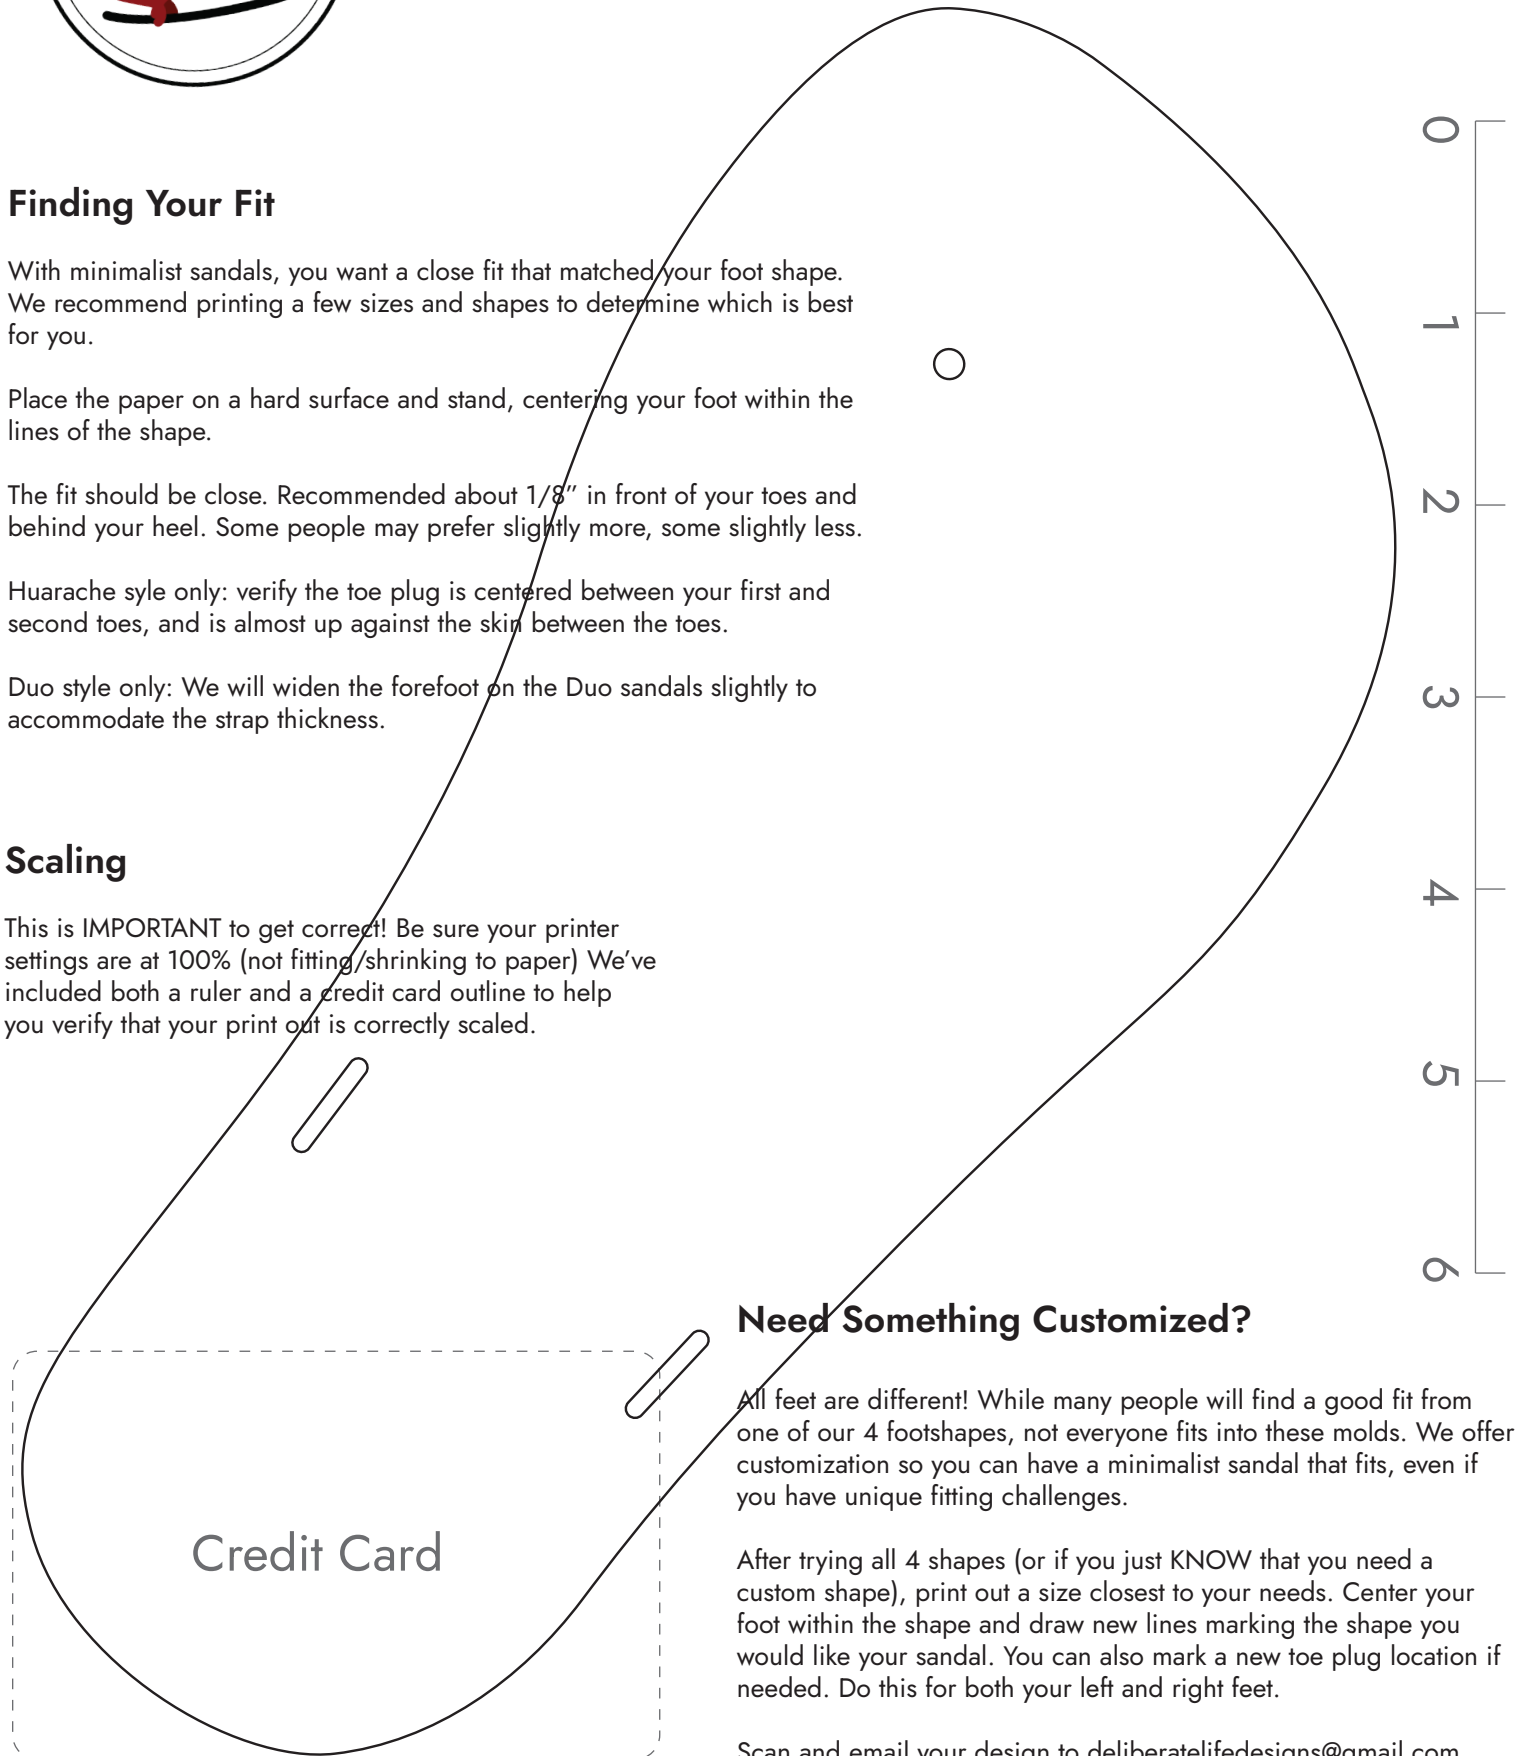 Finding Your Fit
With minimalist sandals, you want a close fit that matched your foot shape.
We recommend printing a few sizes and shapes to determine which is best
for you.
Place the paper on a hard surface and stand, centering your foot within the
lines of the shape.
The fit should be close. Recommended about 1/8” in front of your toes and
behind your heel. Some people may prefer slightly more, some slightly less.
Huarache syle only: verify the toe plug is centered between your first and
second toes, and is almost up against the skin between the toes.
Duo style only: We will widen the forefoot on the Duo sandals slightly to
accommodate the strap thickness.
Scaling
This is IMPORTANT to get correct! Be sure your printer
settings are at 100% (not fitting/shrinking to paper) We’ve
included both a ruler and a credit card outline to help
you verify that your print out is correctly scaled.
0
1
2
3
4
5
6
Credit Card
Need Something Customized?
All feet are different! While many people will find a good fit from
one of our 4 footshapes, not everyone fits into these molds. We offer
customization so you can have a minimalist sandal that fits, even if
you have unique fitting challenges.
After trying all 4 shapes (or if you just KNOW that you need a
custom shape), print out a size closest to your needs. Center your
foot within the shape and draw new lines marking the shape you
would like your sandal. You can also mark a new toe plug location if
needed. Do this for both your left and right feet.
Scan and email your design to deliberatelifedesigns@gmail.com